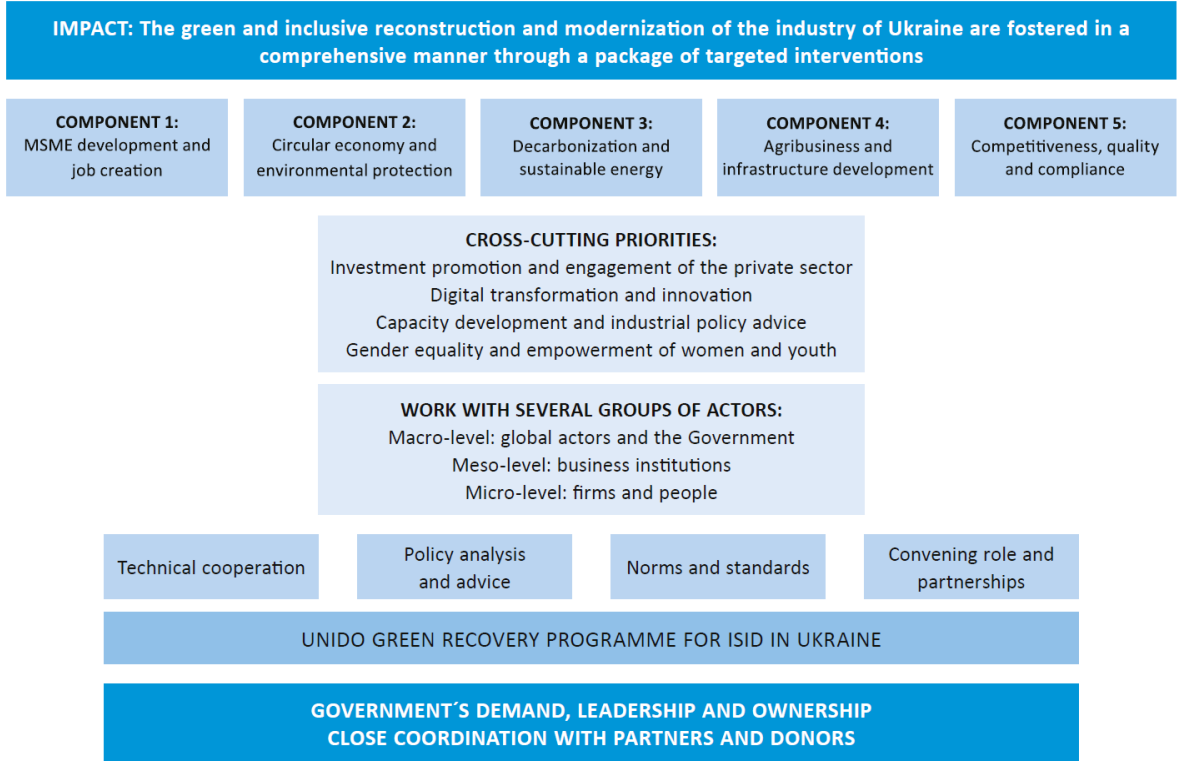 IMPACT: The green and inclusive reconstruction and modernization of the industry of Ukraine are fostered in a
comprehensive manner through a package of targeted interventions
COMPONENT 1:
MSME development and
job creation
COMPONENT 2:
Circular economy and
environmental protection
COMPONENT 3:
Decarbonization and
sustainable energy
COMPONENT 4:
Agribusiness and
infrastructure development
COMPONENT 5:
Competitiveness, quality
and compliance
CROSS-CUTTING PRIORITIES:
Investment promotion and engagement of the private sector
Digital transformation and innovation
Capacity development and industrial policy advice
Gender equality and empowerment of women and youth
WORK WITH SEVERAL GROUPS OF ACTORS:
Macro-level: global actors and the Government
Meso-level: business institutions
Micro-level: firms and people
Technical cooperation
Policy analysis
and advice
Norms and standards
Convening role and
partnerships
UNIDO GREEN RECOVERY PROGRAMME FOR ISID IN UKRAINE
GOVERNMENT´S DEMAND, LEADERSHIP AND OWNERSHIP
CLOSE COORDINATION WITH PARTNERS AND DONORS